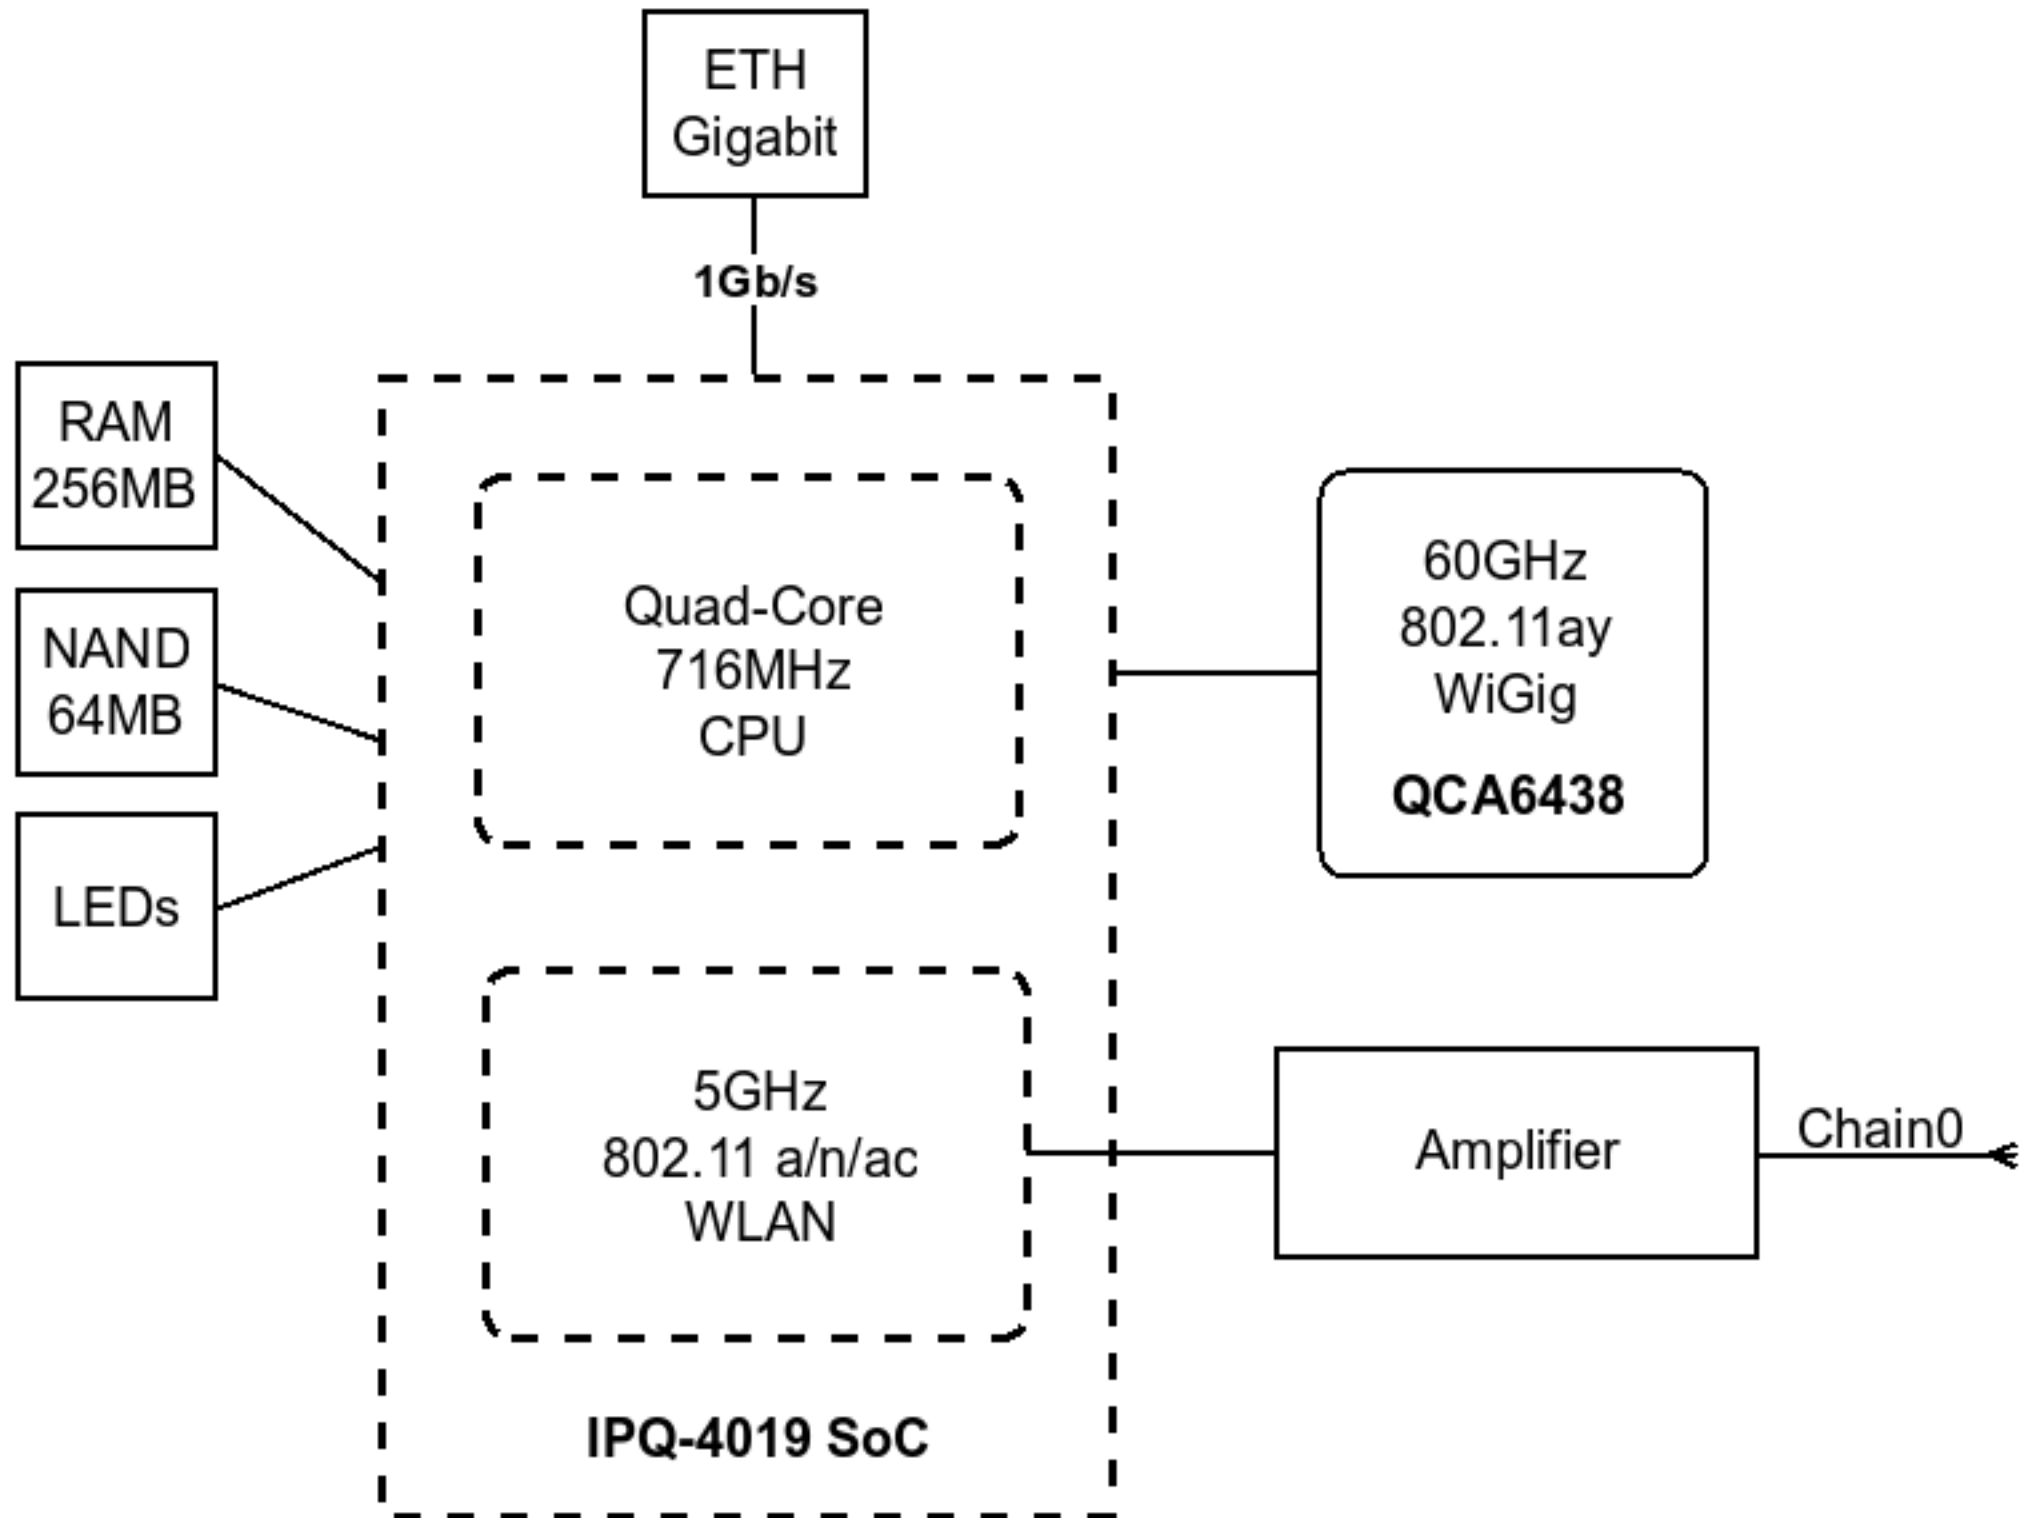 ETH
Gigabit
1Gb/s
RAM
256MB
NAND
64MB
LEDs
Quad-Core
716MHz
CPU
60GHz
802.11ay
WiGig
QCA6438
5GHz
802.11 a/n/ac
WLAN
Amplifier
Chain0
IPQ-4019 SoC